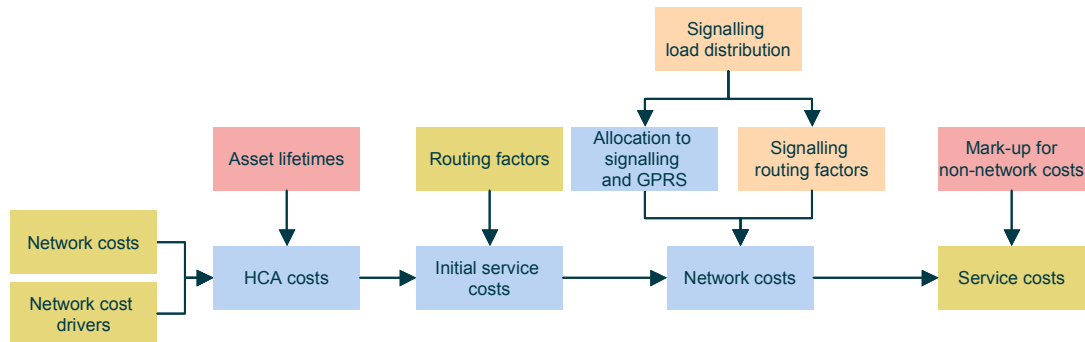 Signalling
load distribution
Asset lifetimes
Routing factors
Allocation to
signalling
and GPRS
Signalling
routing factors
Mark-up for
non-network costs
Network costs
Network cost
drivers
HCA costs
Initial service
costs
Network costs
Service costs